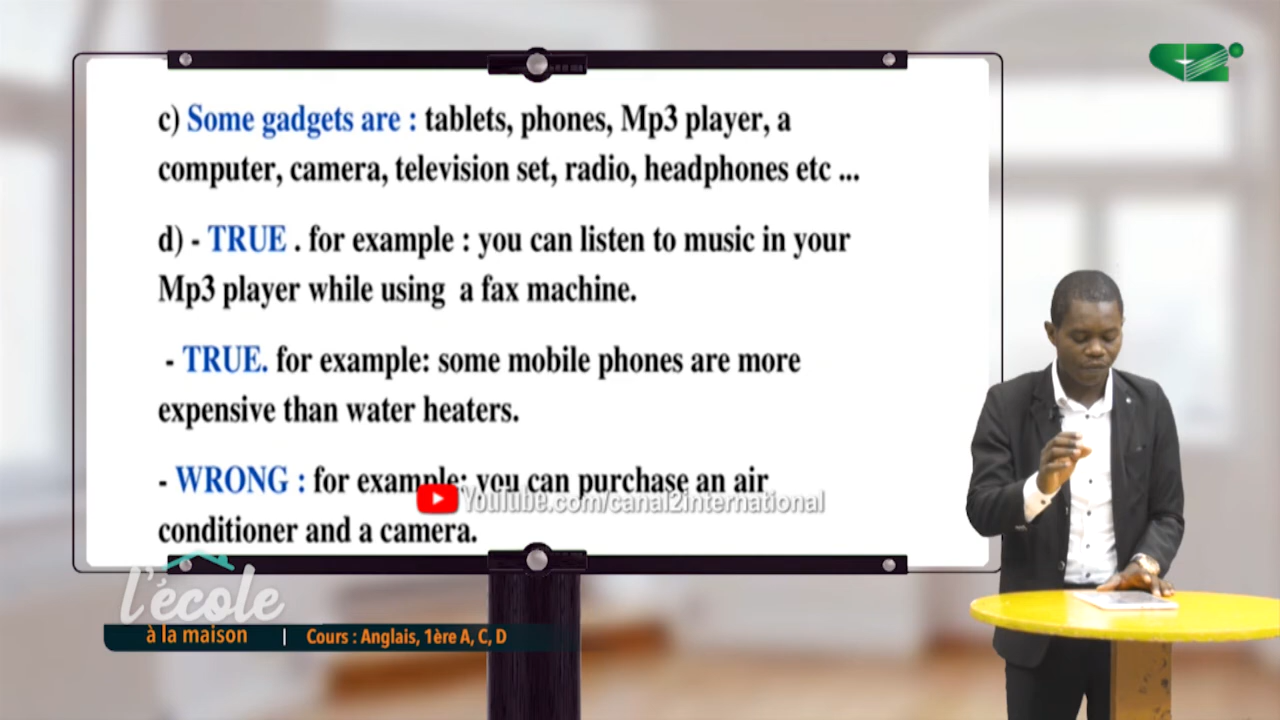 c) Some gadgets are : tablets, phones, Mp3 player, a
computer, camera, television set, radio, headphones etc ...
d) - TRUE . for example : you can listen to music in your
Mp3 player while using a fax machine.
- TRUE. for example: some mobile phones are more
expensive than water heaters.
- WRONG : for example: you can purchase an air
YouTube.com/canal2international
conditioner and a camera.
l'école
à la maison | Cours : Anglais, 1ère A, C, D